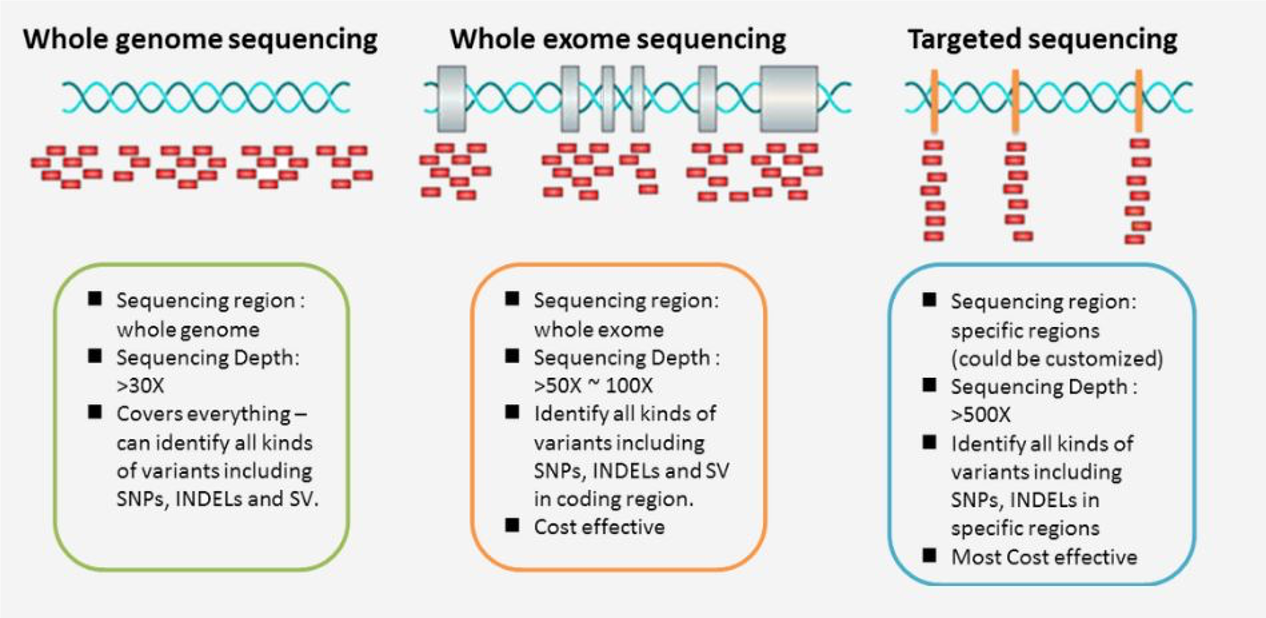 Whole genome sequencing
Whole exome sequencing
Targeted sequencing
■ Sequencing region :
whole genome
■ Sequencing Depth:
>30X
■ Covers everything –
can identify all kinds
of variants including
SNPs, INDELs and SV.
■ Sequencing region:
whole exome
■ Sequencing Depth :
>50X ~ 100X
■ Identify all kinds of
variants including
SNPs, INDELs and SV
in coding region.
■ Cost effective
■ Sequencing region:
specific regions
(could be customized)
■ Sequencing Depth :
>500X
■ Identify all kinds of
variants including
SNPs, INDELs in
specific regions
■ Most Cost effective